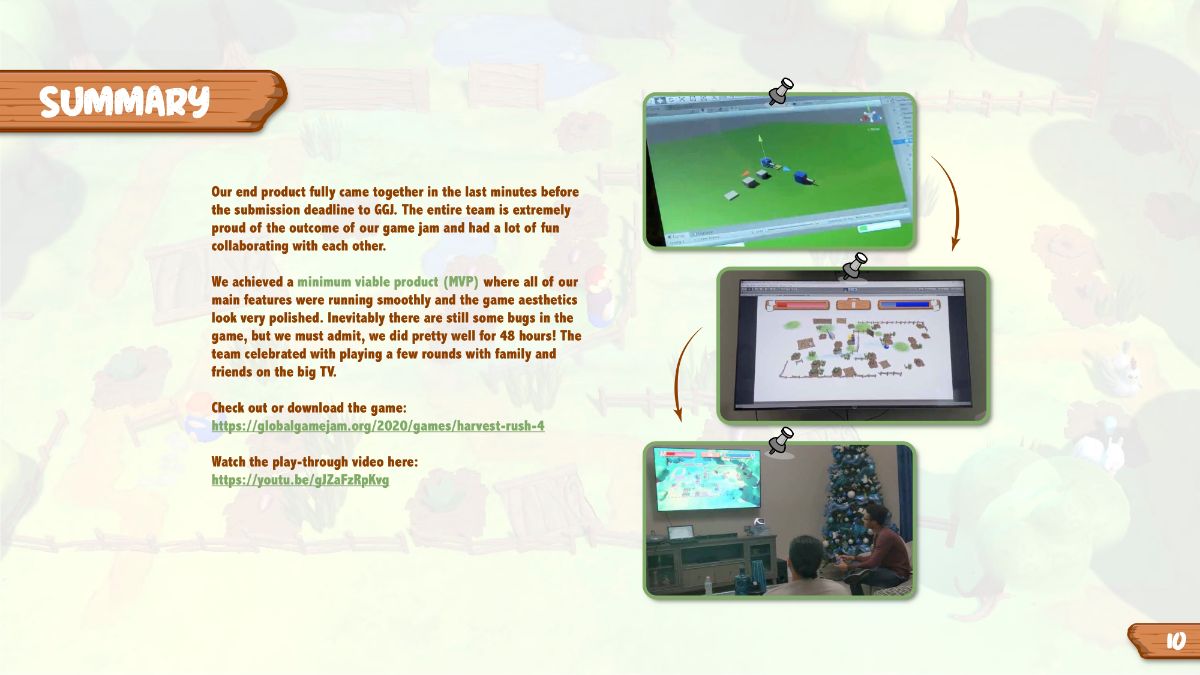 SUMMARY
Our end product fully came together in the last minutes before
the submission deadline to GGJ. The entire team is extremely
proud of the outcome of our game jam and had a lot of fun
collaborating with each other.
We achieved a minimum viable product (MVP) where all of our
main features were running smoothly and the game aesthetics
look very polished. Inevitably there are still some bugs in the
game, but we must admit, we did pretty well for 48 hours! The
team celebrated with playing a few rounds with family and
friends on the big TV.
Check out or download the game:
https://globalgamejam.org/2020/games/harvest-rush-4
Watch the play-through video here:
https://youtu.be/gJZaFzRpKvg
10